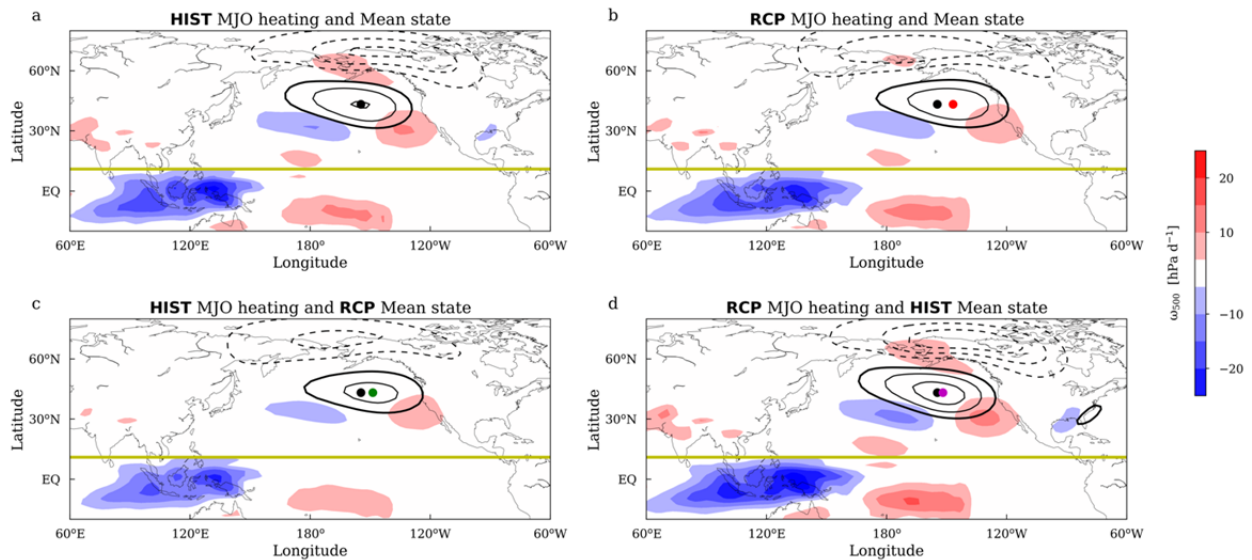 a HIST MJO heating and Mean state
b RCP MJO heating and Mean state
Latitude
60°N
30°N
EQ
60°E 120°E 180° 120°W 60°W
Longitude
Latitude
60°N
30°N
EQ
60°E 120°E 180° 120°W 60°W
Longitude
c HIST MJO heating and RCP Mean state
d RCP MJO heating and HIST Mean state
Latitude
60°N
30°N
EQ
60°E 120°E 180° 120°W 60°W
Longitude
Latitude
60°N
30°N
EQ
60°E 120°E 180° 120°W 60°W
Longitude
20
10
−10
−20
ω500 [hPa d−1]